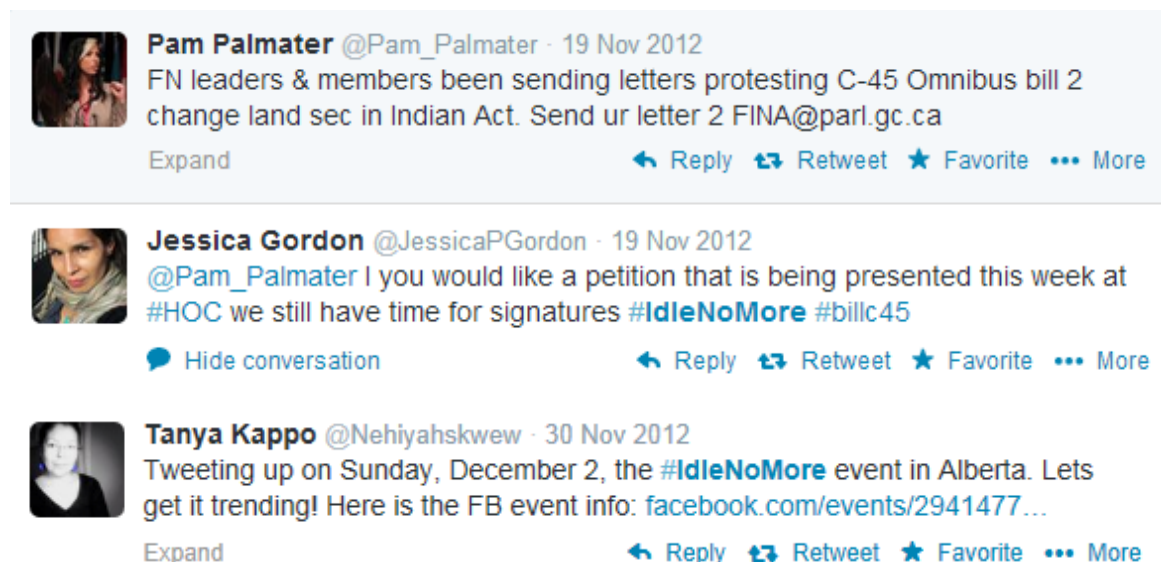 Pam Palmater @Pam_Palmater · 19 Nov 2012
FN leaders & members been sending letters protesting C-45 Omnibus bill 2
change land sec in Indian Act. Send ur letter 2 FINA@parl.gc.ca
Expand Reply Retweet Favorite More
Jessica Gordon @JessicaPGordon · 19 Nov 2012
@Pam_Palmater I you would like a petition that is being presented this week at
#HOC we still have time for signatures #IdleNoMore #billc45
Hide conversation Reply Retweet Favorite More
Tanya Kappo @Nehiyahskwew · 30 Nov 2012
Tweeting up on Sunday, December 2, the #IdleNoMore event in Alberta. Lets
get it trending! Here is the FB event info: facebook.com/events/2941477…
Expand Reply Retweet Favorite More